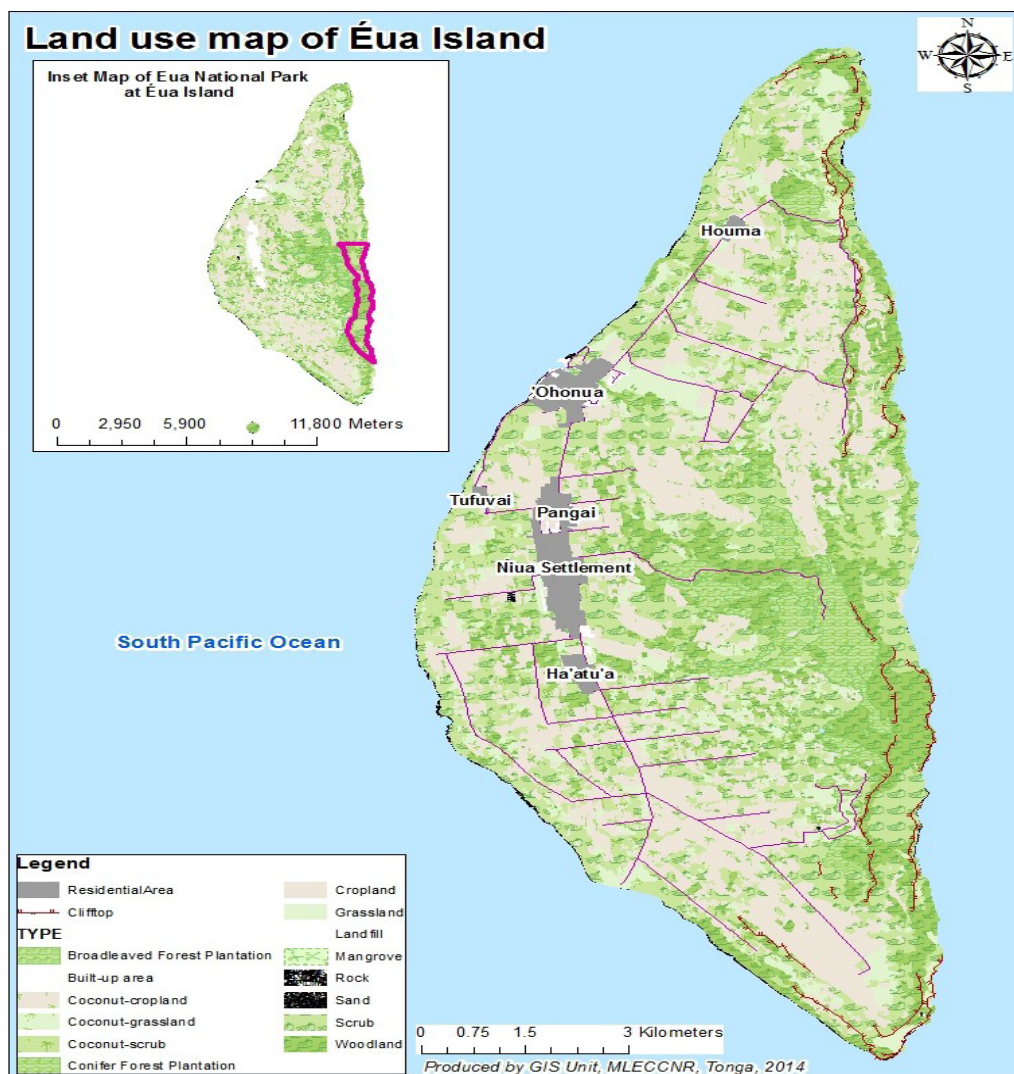 Land use map of Éua Island
N
W
E
S
Inset Map of Eua National Park
at Éua Island
0 2,950 5,900 11,800 Meters
Houma
'Ohonua
Tufuvai
Pangai
Niua Settlement
South Pacific Ocean
Ha'atu'a
Legend
ResidentialArea
Clifftop
TYPE
Broadleaved Forest Plantation
Built-up area
Coconut-cropland
Coconut-grassland
Coconut-scrub
Conifer Forest Plantation
Cropland
Grassland
Landfill
Mangrove
Rock
Sand
Scrub
Woodland
0 0.75 1.5 3 Kilometers
Produced by GIS Unit, MLECCNR, Tonga, 2014